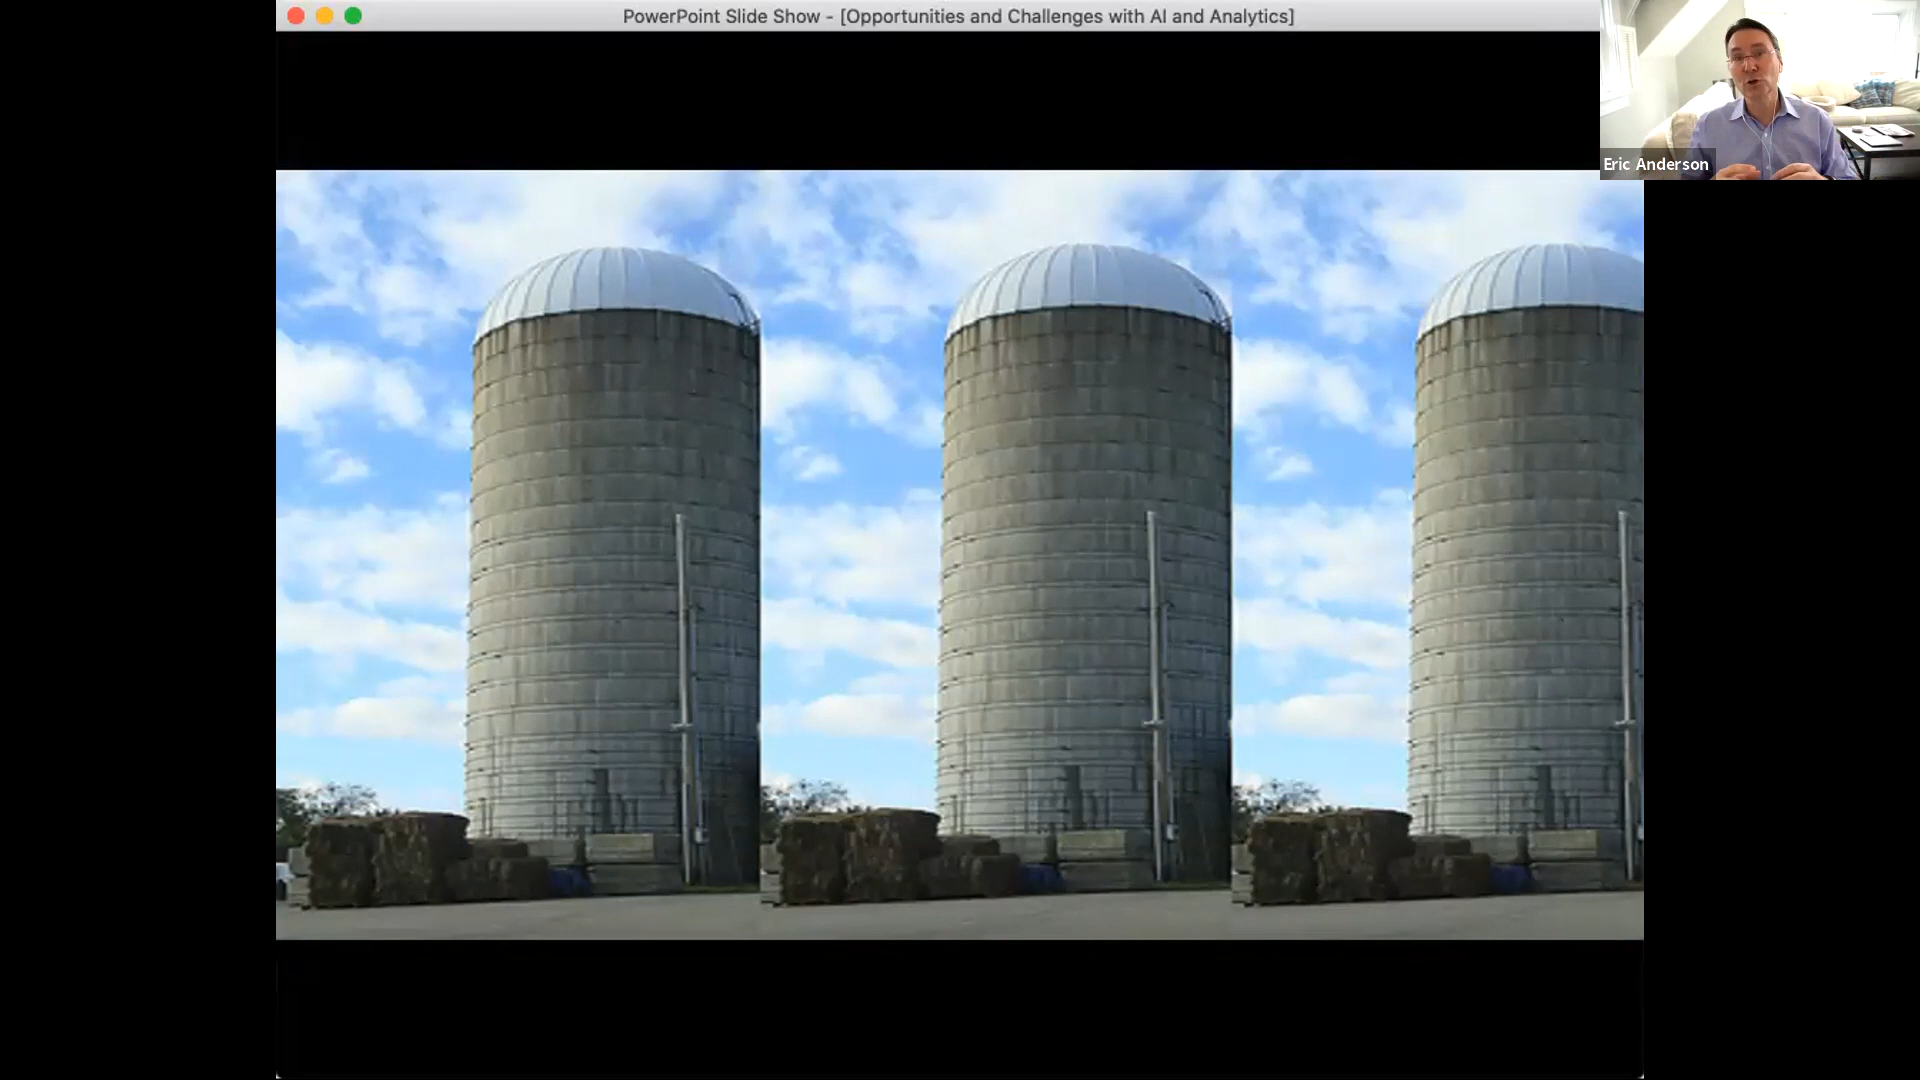 PowerPoint Slide Show - [Opportunities and Challenges with AI and Analytics]
Eric Anderson